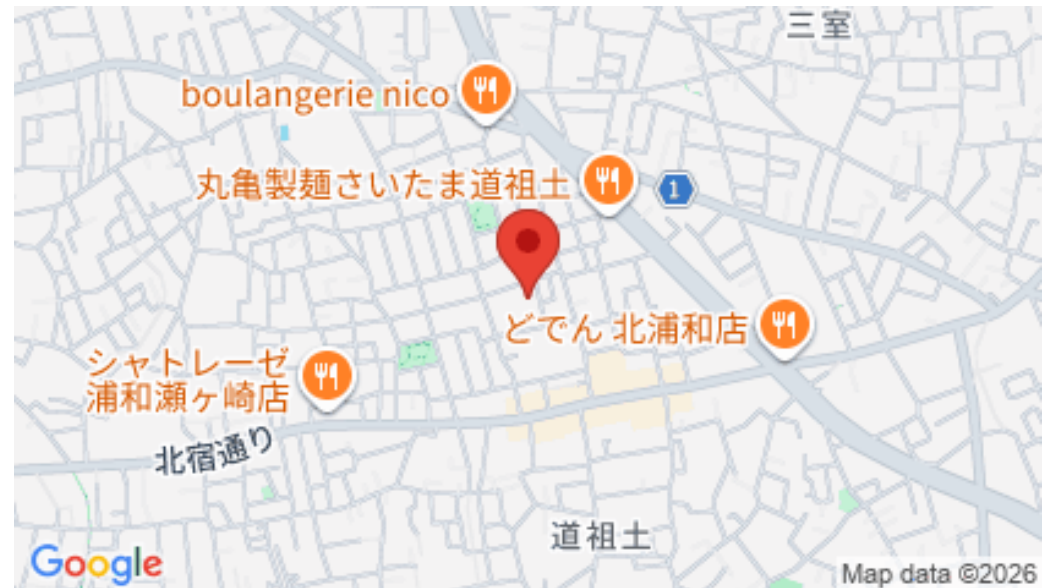 三室
boulangerie nico
丸亀製麺さいたま道祖土
1
どでん 北浦和店
シャトレーゼ
浦和瀬ヶ崎店
北宿通り
道祖土
Google
Map data ©2026